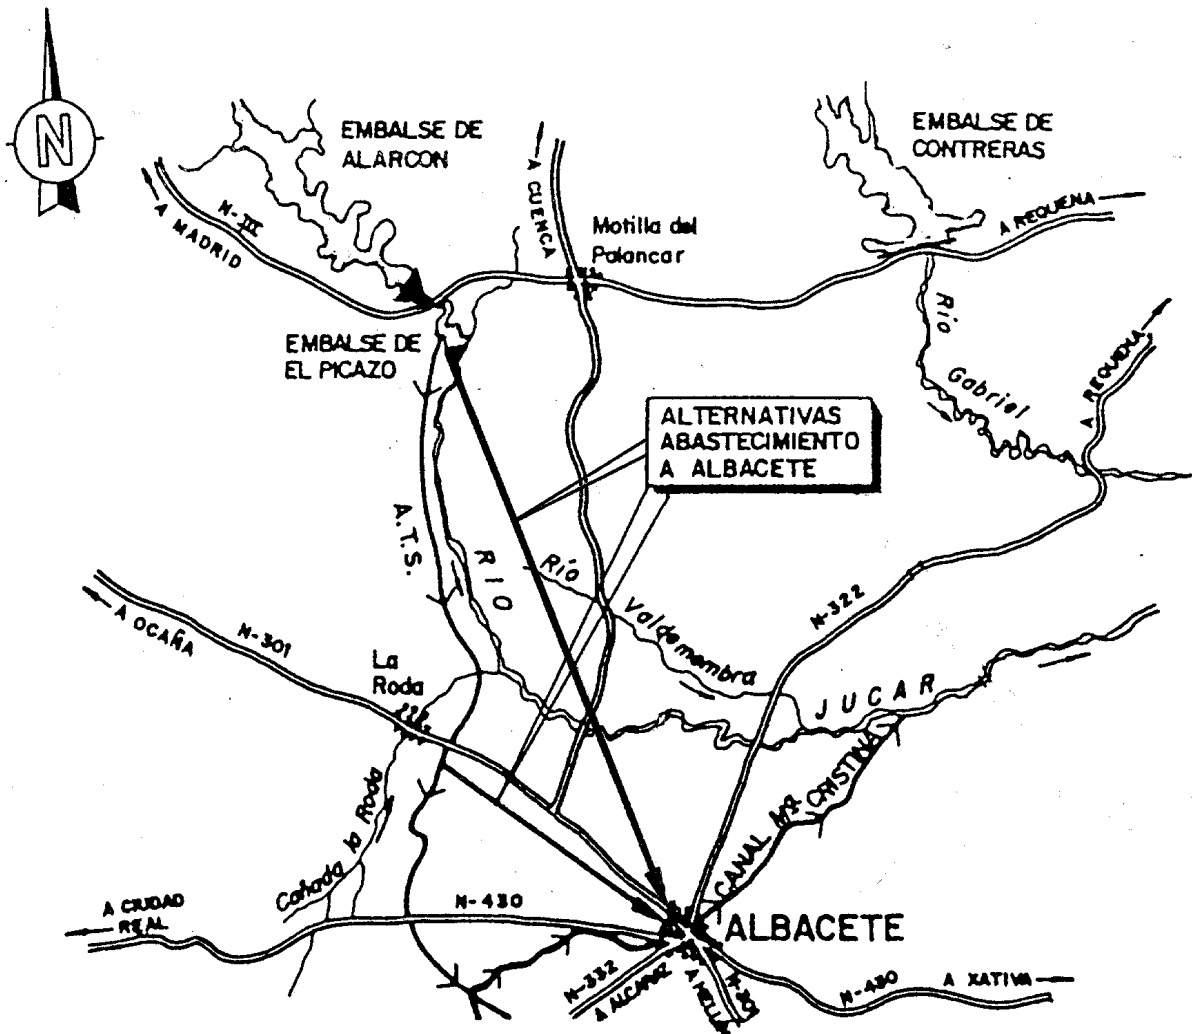 N
EMBALSE DE
ALARCON
EMBALSE DE
CONTRERAS
A CUENCA
N-III
A MADRID
Motilla del
Palancar
A REQUENA
EMBALSE DE
EL PICAZO
Río
Gabriel
A REQUENA
ALTERNATIVAS
ABASTECIMIENTO
A ALBACETE
A.T.S.
RIO
Río
Valdemembra
N-322
A OCAÑA
N-301
La
Roda
JUCAR
CANAL Mª CRISTINA
Cañada la Roda
A CIUDAD
REAL
N-430
ALBACETE
N-332
A ALCARAZ
A HELLIN
N-301
N-430
A XATIVA